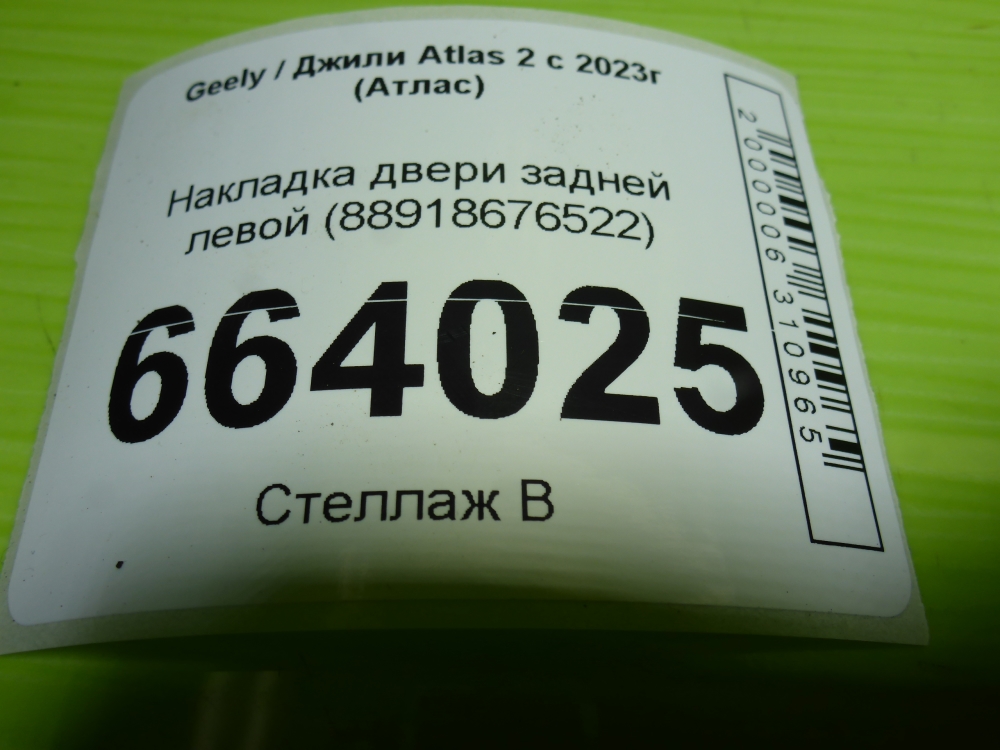 Geely / Джили Atlas 2 с 2023г
(Атлас)
Накладка двери задней
левой (88918676522)
664025
Стеллаж В
2000006310965